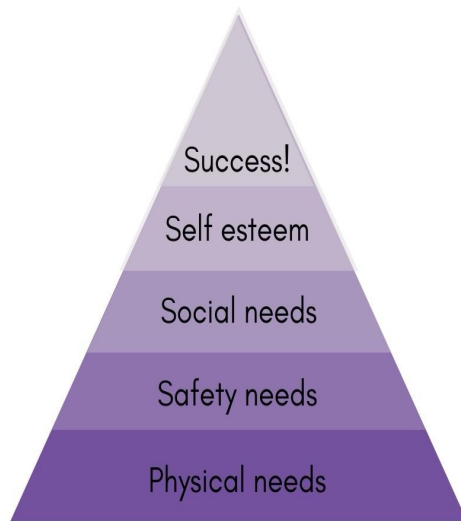 Success!
Self esteem
Social needs
Safety needs
Physical needs